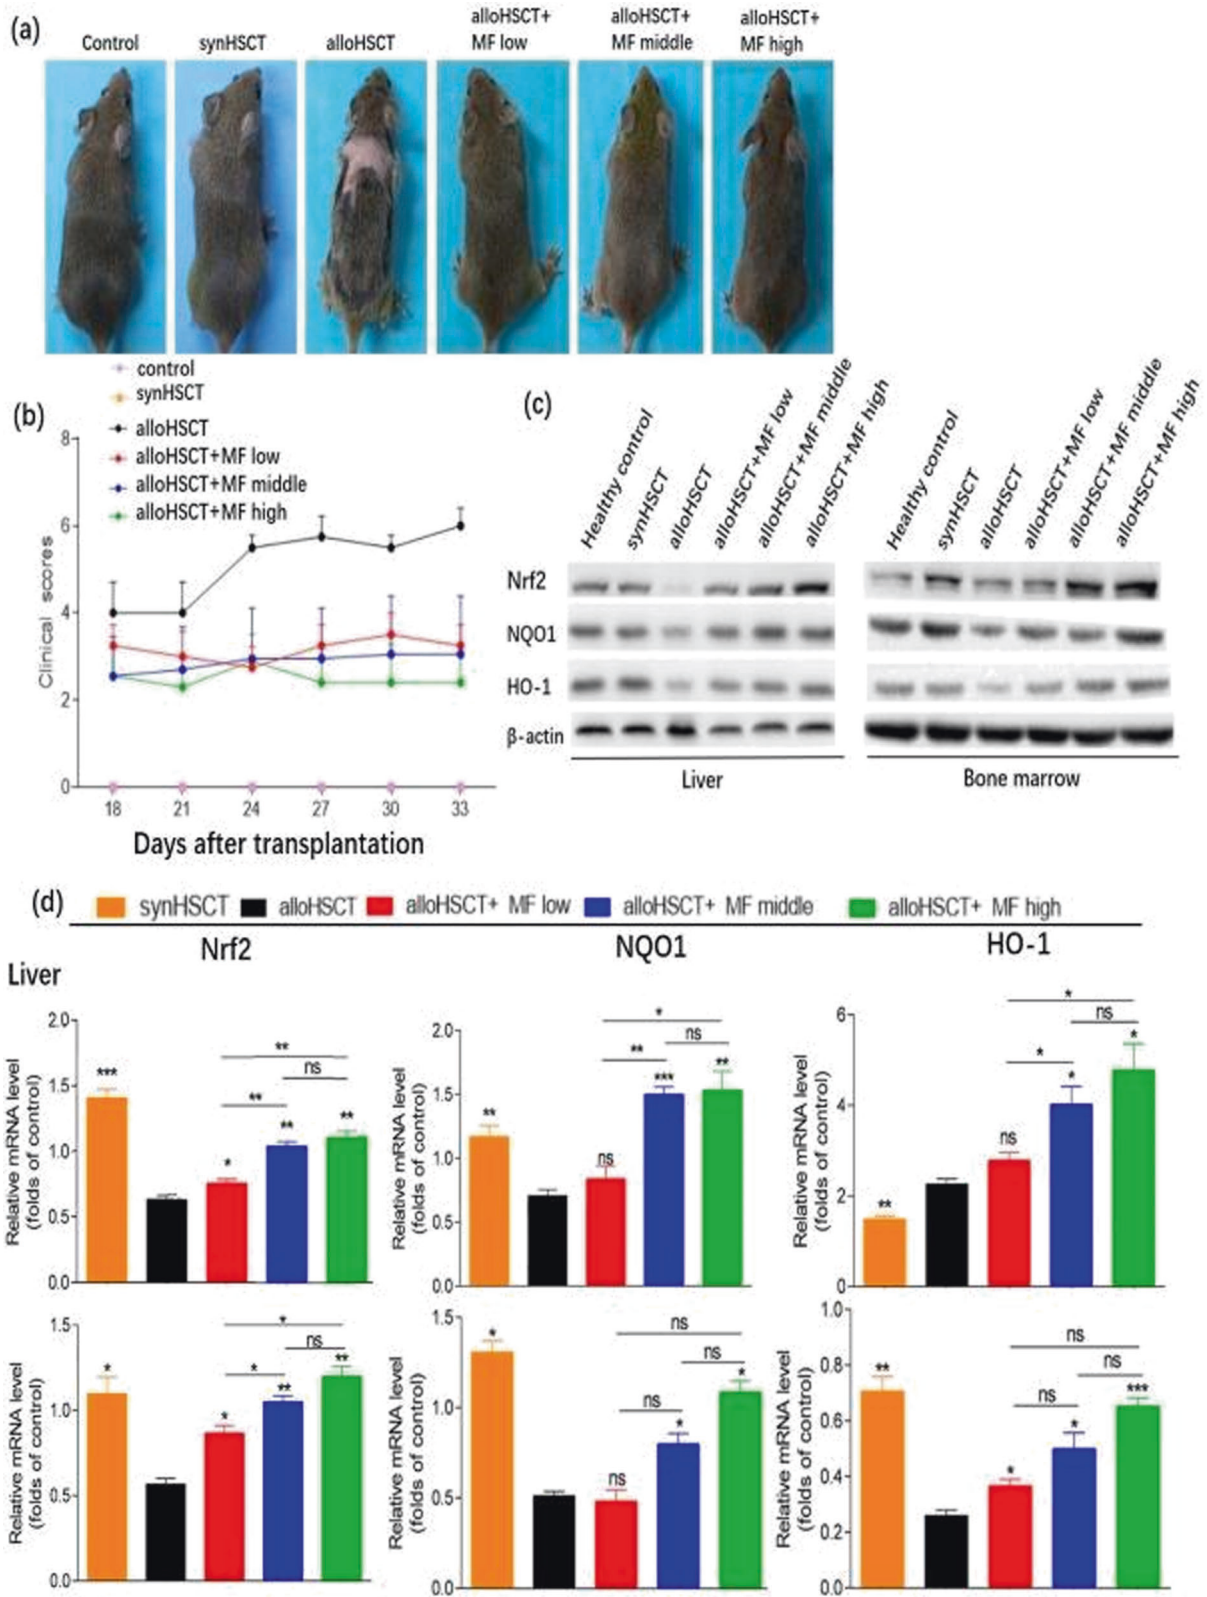 (a)
Control
synHSCT
alloHSCT
alloHSCT+
MF low
alloHSCT+
MF middle
alloHSCT+
MF high
(b)
control
synHSCT
alloHSCT
alloHSCT+MF low
alloHSCT+MF middle
alloHSCT+MF high
Clinical scores
8
6
4
2
0
18 21 24 27 30 33
Days after transplantation
(c)
Healthy control
synHSCT
alloHSCT
alloHSCT+MF low
alloHSCT+MF middle
alloHSCT+MF high
Healthy control
synHSCT
alloHSCT
alloHSCT+MF low
alloHSCT+MF middle
alloHSCT+MF high
Nrf2
NQO1
HO-1
β-actin
Liver
Bone marrow
(d)
synHSCT alloHSCT alloHSCT+ MF low alloHSCT+ MF middle alloHSCT+ MF high
Nrf2
NQO1
HO-1
Liver
Relative mRNA level
(folds of control)
2.0
1.5
1.0
0.5
0.0
***
*
**
**
**
**
ns
Relative mRNA level
(folds of control)
2.0
1.5
1.0
0.5
0.0
**
ns
***
**
**
*
ns
Relative mRNA level
(folds of control)
6
4
2
0
**
ns
*
*
*
*
ns
Relative mRNA level
(folds of control)
1.5
1.0
0.5
0.0
*
*
**
**
*
*
ns
Relative mRNA level
(folds of control)
1.5
1.0
0.5
0.0
*
ns
*
*
ns
ns
ns
Relative mRNA level
(folds of control)
1.0
0.8
0.6
0.4
0.2
0.0
**
*
*
***
ns
ns
ns